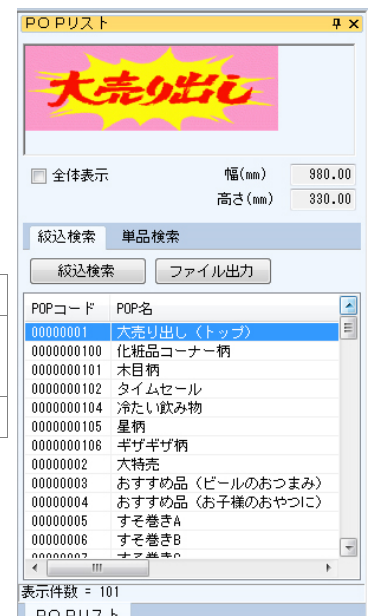 POPリスト
大売り出し
全体表示
幅(mm) 980.00
高さ(mm) 330.00
絞込検索 単品検索
絞込検索 ファイル出力
POPコード POP名
00000001 大売り出し（トップ）
0000000100 化粧品コーナー柄
0000000101 木目柄
0000000102 タイムセール
0000000104 冷たい飲み物
0000000105 星柄
0000000106 ギザギザ柄
00000002 大特売
00000003 おすすめ品（ビールのおつまみ）
00000004 おすすめ品（お子様のおやつに）
00000005 すそ巻きA
00000006 すそ巻きB
表示件数 = 101
POPリスト